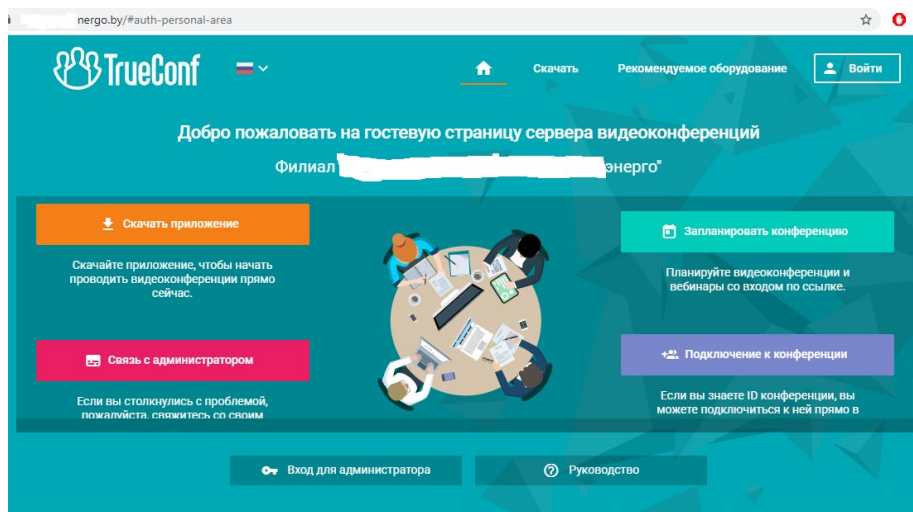 nergo.by/#auth-personal-area
TrueConf
Скачать
Рекомендуемое оборудование
Войти
Добро пожаловать на гостевую страницу сервера видеоконференций
Филиал энерго"
Скачать приложение
Скачайте приложение, чтобы начать
проводить видеоконференции прямо
сейчас.
Связь с администратором
Если вы столкнулись с проблемой,
пожалуйста, свяжитесь со своим
Запланировать конференцию
Планируйте видеоконференции и
вебинары со входом по ссылке.
Подключение к конференции
Если вы знаете ID конференции, вы
можете подключиться к ней прямо в
Вход для администратора
Руководство